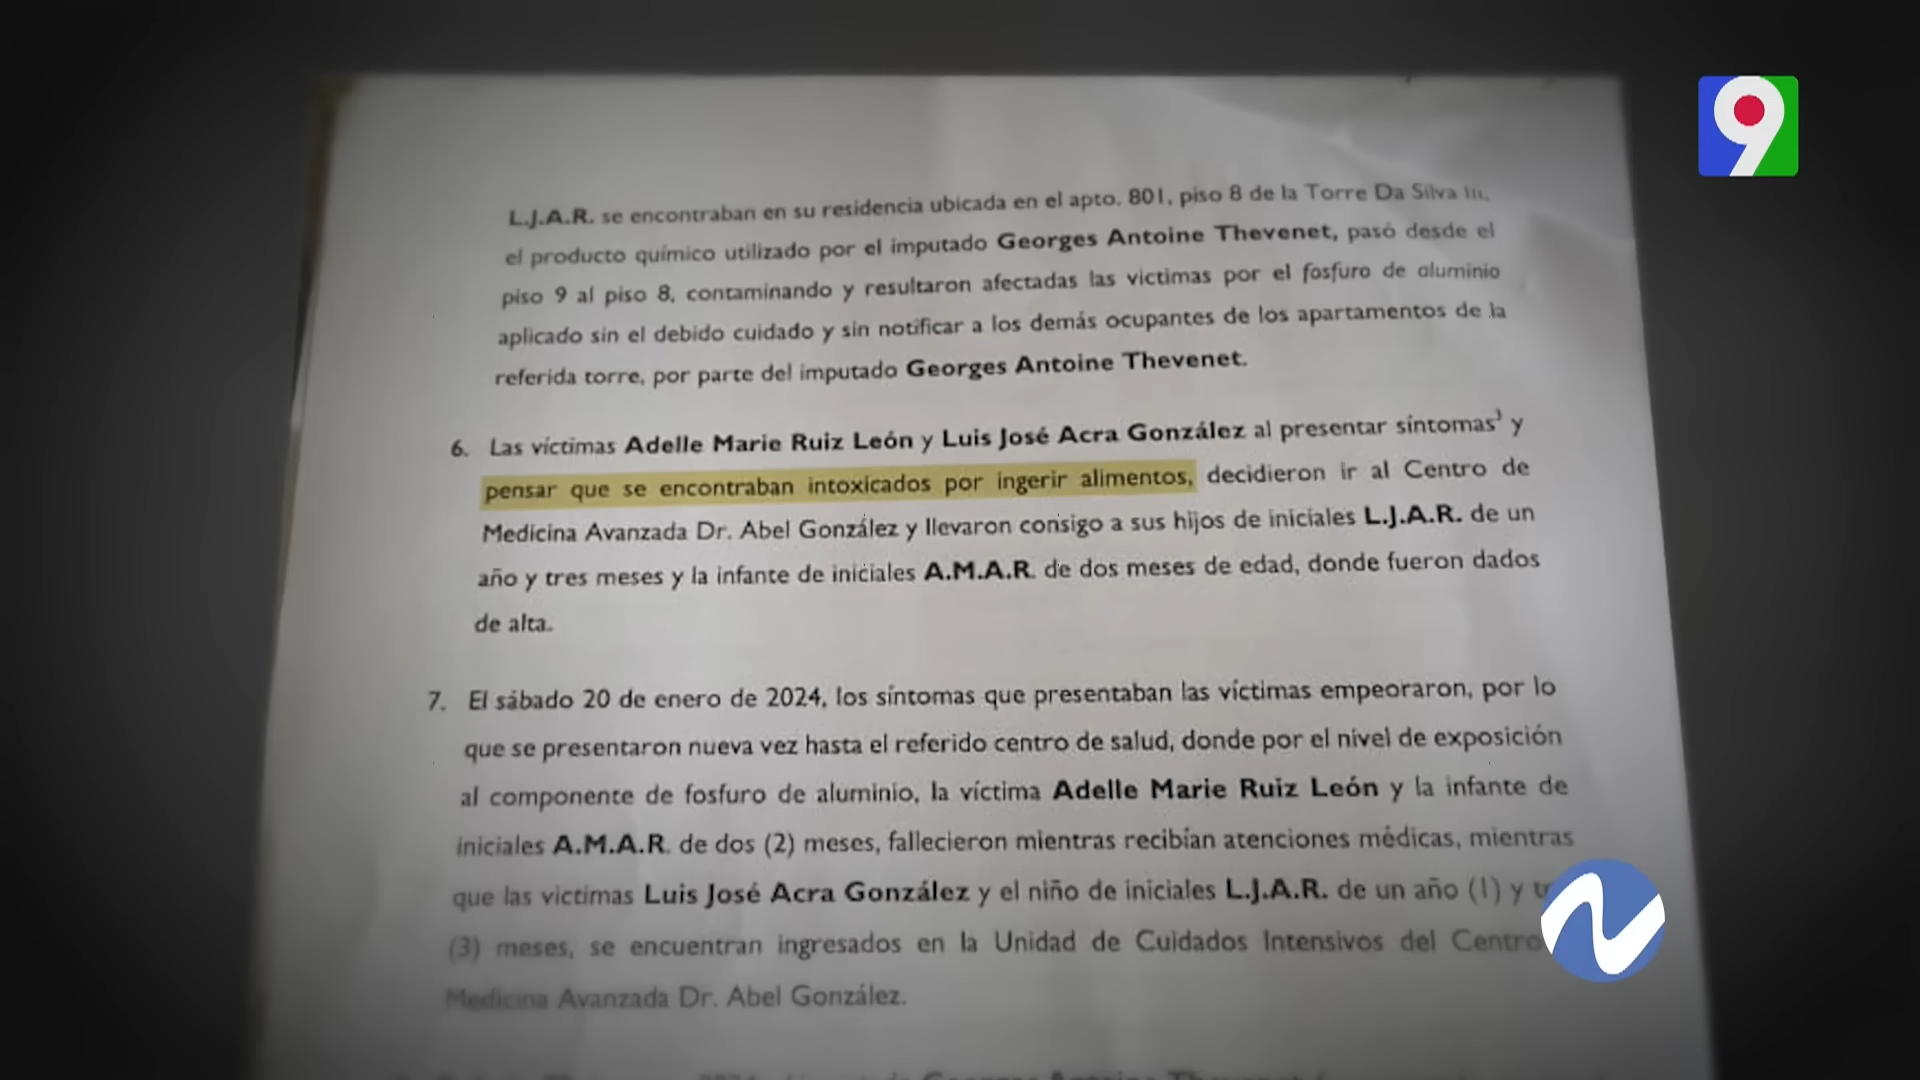 9
L.J.A.R. se encontraban en su residencia ubicada en el apto. 801, piso 8 de la Torre Da Silva III,
el producto químico utilizado por el imputado Georges Antoine Thevenet, pasó desde el
piso 9 al piso 8, contaminando y resultaron afectadas las victimas por el fosfuro de aluminio
aplicado sin el debido cuidado y sin notificar a los demás ocupantes de los apartamentos de la
referida torre, por parte del imputado Georges Antoine Thevenet.
6. Las víctimas Adelle Marie Ruiz León y Luis José Acra González al presentar síntomas³ y
pensar que se encontraban intoxicados por ingerir alimentos, decidieron ir al Centro de
Medicina Avanzada Dr. Abel González y llevaron consigo a sus hijos de iniciales L.J.A.R. de un
año y tres meses y la infante de iniciales A.M.A.R. de dos meses de edad, donde fueron dados
de alta.
7. El sábado 20 de enero de 2024, los síntomas que presentaban las víctimas empeoraron, por lo
que se presentaron nueva vez hasta el referido centro de salud, donde por el nivel de exposición
al componente de fosfuro de aluminio, la víctima Adelle Marie Ruiz León y la infante de
iniciales A.M.A.R. de dos (2) meses, fallecieron mientras recibían atenciones médicas, mientras
que las victimas Luis José Acra González y el niño de iniciales L.J.A.R. de un año (1) y
(3) meses, se encuentran ingresados en la Unidad de Cuidados Intensivos del Centro
Medicina Avanzada Dr. Abel González.